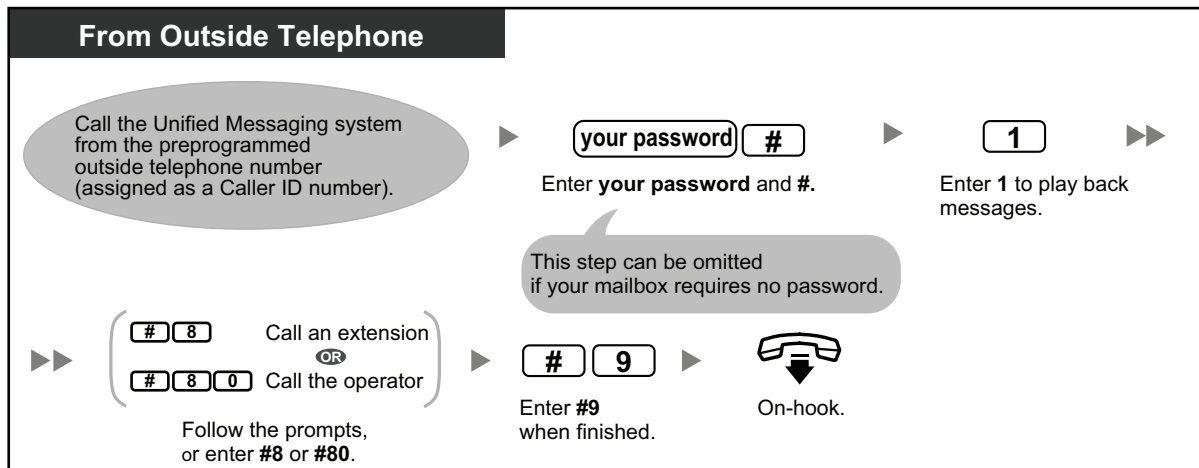 From Outside Telephone
Call the Unified Messaging system
from the preprogrammed
outside telephone number
(assigned as a Caller ID number).
your password #
Enter your password and #.
This step can be omitted
if your mailbox requires no password.
1
Enter 1 to play back
messages.
# 8 Call an extension
OR
# 8 0 Call the operator
Follow the prompts,
or enter #8 or #80.
# 9
Enter #9
when finished.
On-hook.